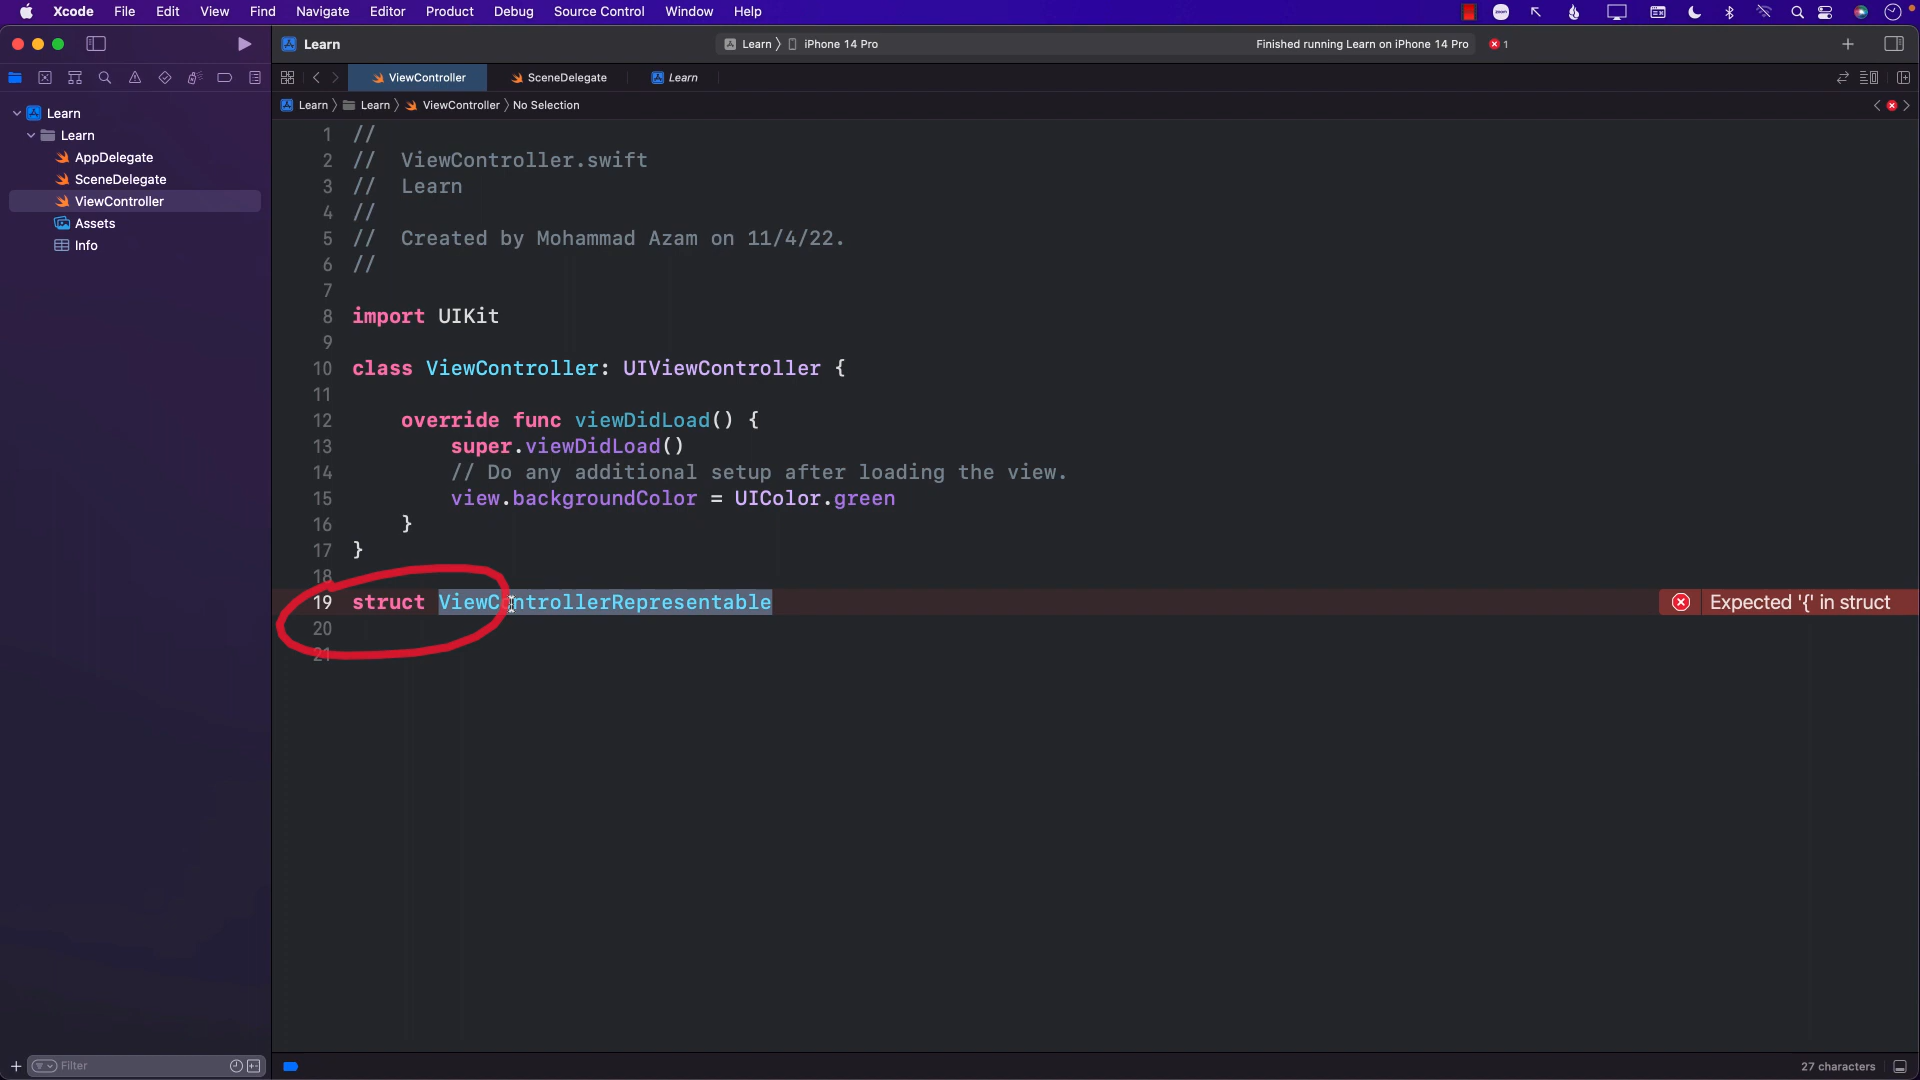 Xcode File Edit View Find Navigate Editor Product Debug Source Control Window Help
Learn
Learn iPhone 14 Pro
Finished running Learn on iPhone 14 Pro
1
ViewController
SceneDelegate
Learn
Learn Learn ViewController No Selection
Learn
Learn
AppDelegate
SceneDelegate
ViewController
Assets
Info
1 //
2 //  ViewController.swift
3 //  Learn
4 //
5 //  Created by Mohammad Azam on 11/4/22.
6 //
7
8 import UIKit
9
10 class ViewController: UIViewController {
11
12     override func viewDidLoad() {
13         super.viewDidLoad()
14         // Do any additional setup after loading the view.
15         view.backgroundColor = UIColor.green
16     }
17 }
18
19 struct ViewControllerRepresentable
Expected '{' in struct
20
21
Filter
27 characters